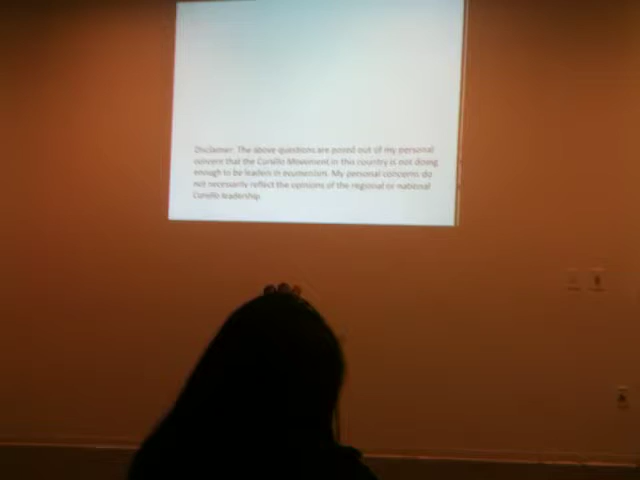 Disclaimer: The above questions are posed out of my personal
concern that the Cursillo Movement in this country is not doing
enough to be leaders in ecumenism. My personal concerns do
not necessarily reflect the opinions of the regional or national
Cursillo leadership